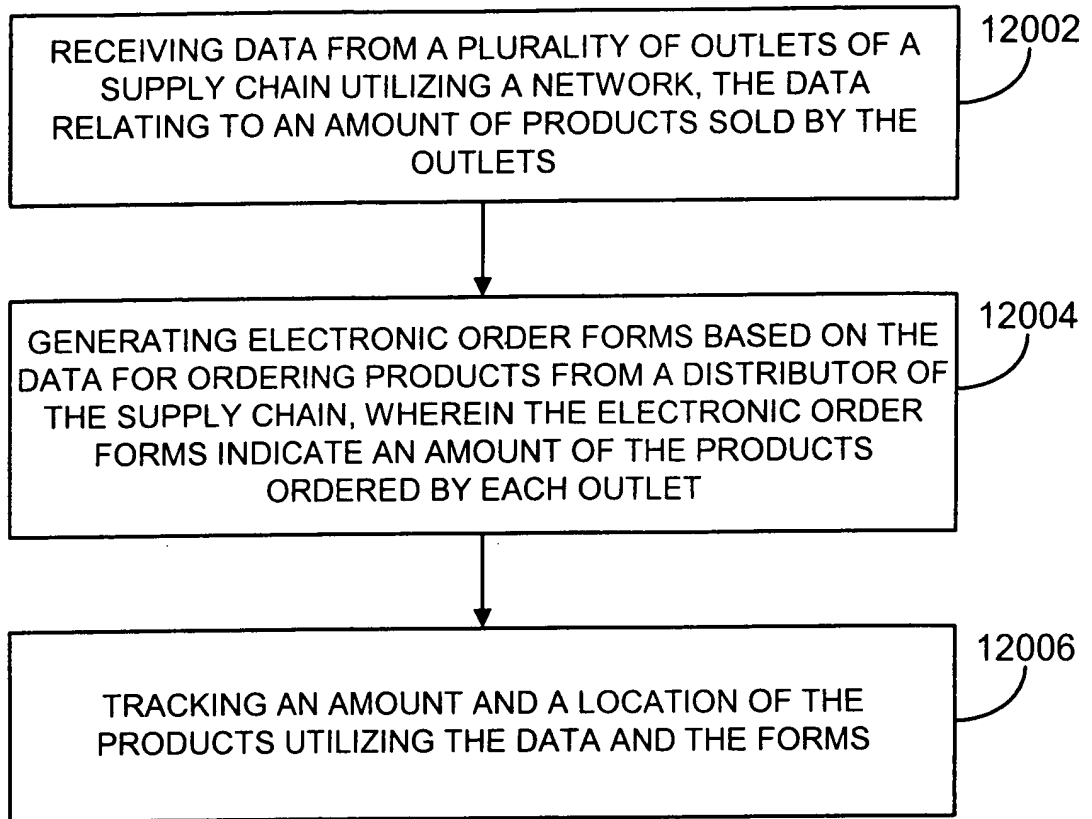 RECEIVING DATA FROM A PLURALITY OF OUTLETS OF A
SUPPLY CHAIN UTILIZING A NETWORK, THE DATA
RELATING TO AN AMOUNT OF PRODUCTS SOLD BY THE
OUTLETS
12002
GENERATING ELECTRONIC ORDER FORMS BASED ON THE
DATA FOR ORDERING PRODUCTS FROM A DISTRIBUTOR OF
THE SUPPLY CHAIN, WHEREIN THE ELECTRONIC ORDER
FORMS INDICATE AN AMOUNT OF THE PRODUCTS
ORDERED BY EACH OUTLET
12004
TRACKING AN AMOUNT AND A LOCATION OF THE
PRODUCTS UTILIZING THE DATA AND THE FORMS
12006